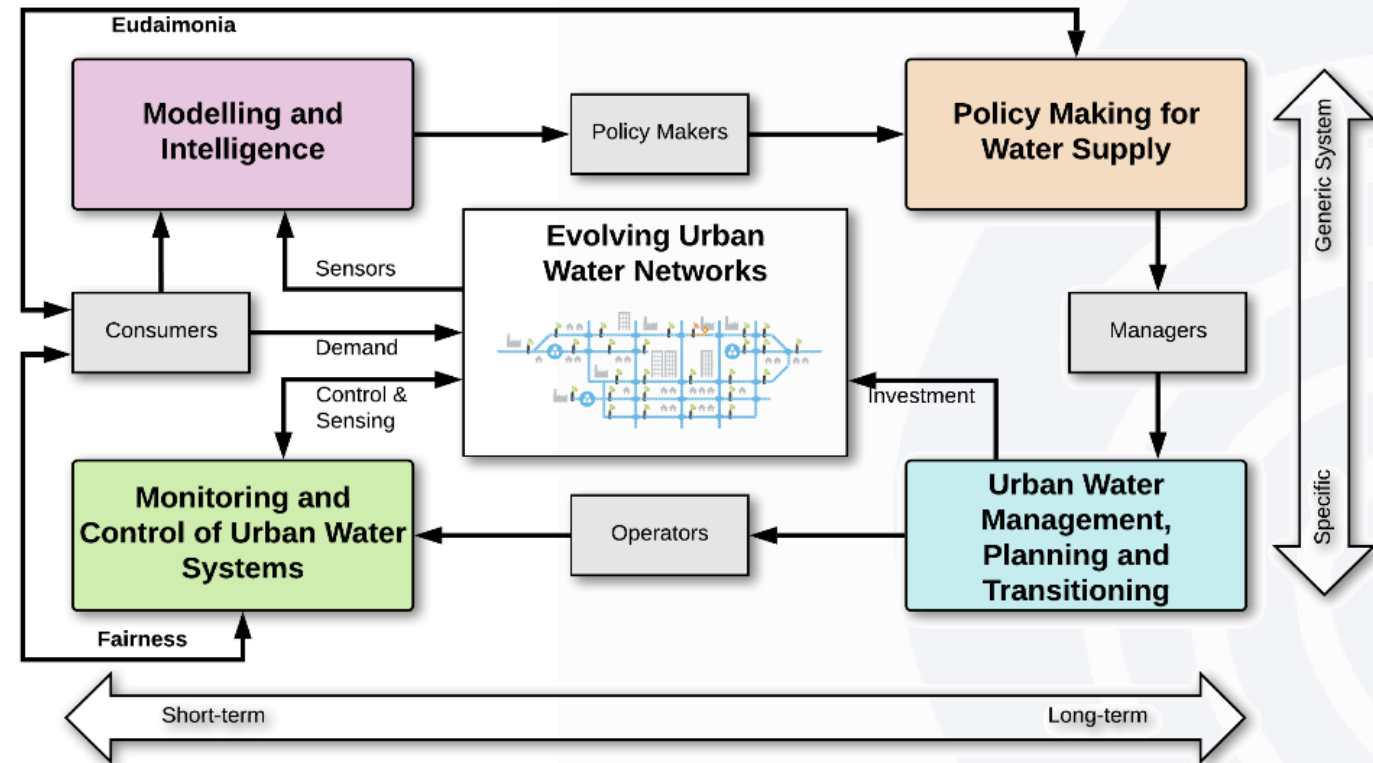 Eudaimonia
Modelling and
Intelligence
Policy Makers
Policy Making for
Water Supply
Generic System
Evolving Urban
Water Networks
Sensors
Consumers
Demand
Managers
Control &
Sensing
Investment
Monitoring and
Control of Urban Water
Systems
Operators
Urban Water
Management,
Planning and
Transitioning
Specific
Fairness
Short-term
Long-term